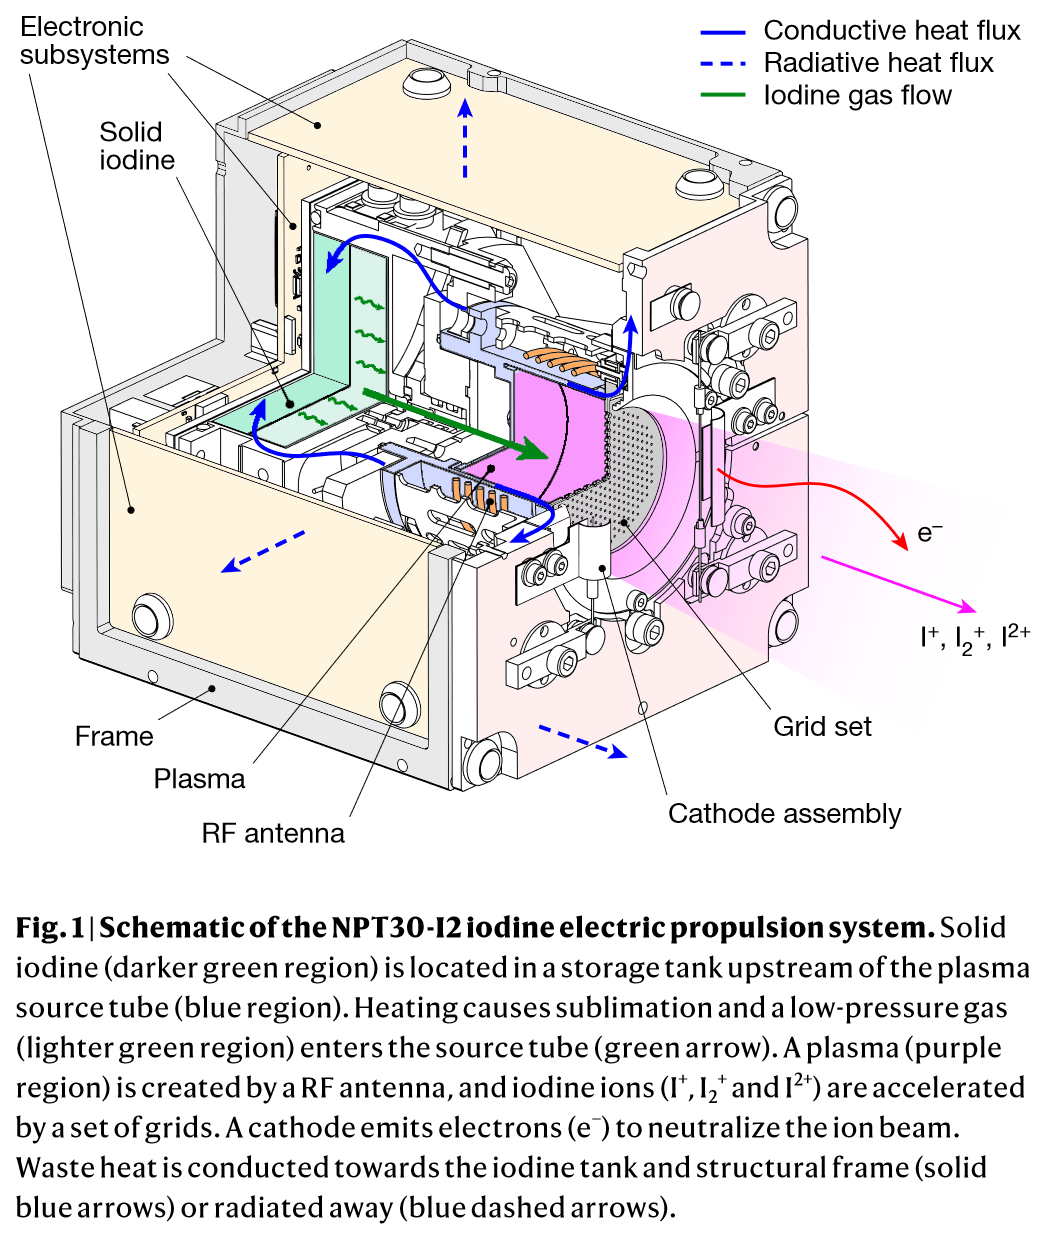 Electronic
subsystems
Solid
iodine
Conductive heat flux
Radiative heat flux
Iodine gas flow
e⁻
I⁺, I₂⁺, I²⁺
Grid set
Frame
Plasma
Cathode assembly
RF antenna
Fig. 1 | Schematic of the NPT30-I2 iodine electric propulsion system. Solid
iodine (darker green region) is located in a storage tank upstream of the plasma
source tube (blue region). Heating causes sublimation and a low-pressure gas
(lighter green region) enters the source tube (green arrow). A plasma (purple
region) is created by a RF antenna, and iodine ions (I⁺, I₂⁺ and I²⁺) are accelerated
by a set of grids. A cathode emits electrons (e⁻) to neutralize the ion beam.
Waste heat is conducted towards the iodine tank and structural frame (solid
blue arrows) or radiated away (blue dashed arrows).